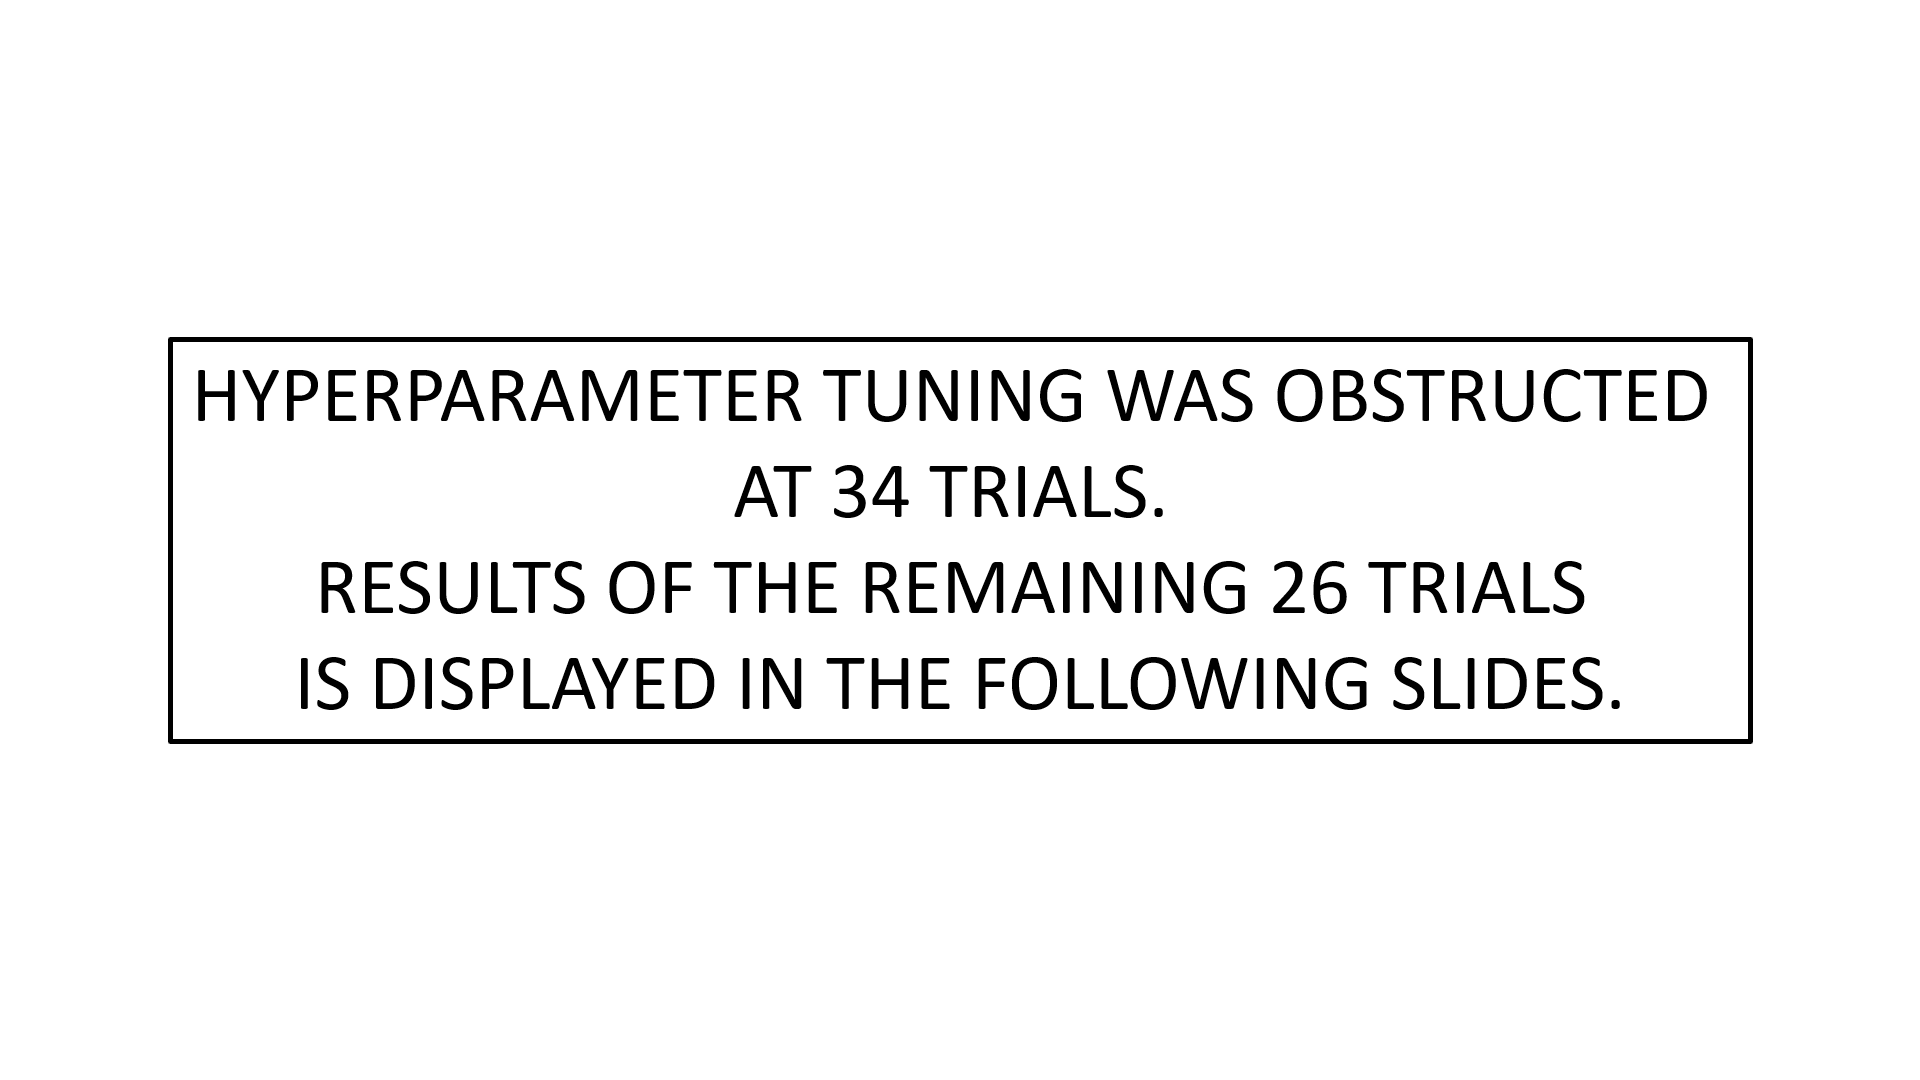 HYPERPARAMETER TUNING WAS OBSTRUCTED
AT 34 TRIALS.
RESULTS OF THE REMAINING 26 TRIALS
IS DISPLAYED IN THE FOLLOWING SLIDES.